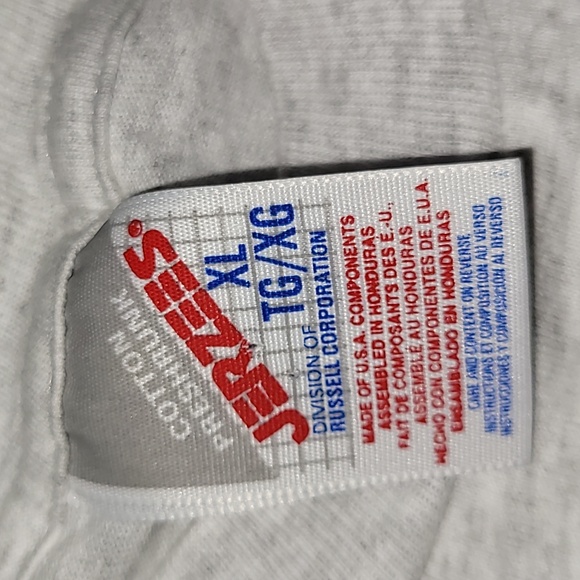 COTTON
PRESHRUNK
JERZEES®
XL
TG/XG
DIVISION OF
RUSSELL CORPORATION
MADE OF U.S.A. COMPONENTS
ASSEMBLED IN HONDURAS
FAIT DE COMPOSANTS DES E.-U.,
ASSEMBLE AU HONDURAS
HECHO CON COMPONENTES DE E.U.A.
ENSAMBLADO EN HONDURAS
CARE AND CONTENT ON REVERSE
INSTRUCTIONS ET COMPOSITION AU VERSO
INSTRUCCIONES Y COMPOSICION AL REVERSO